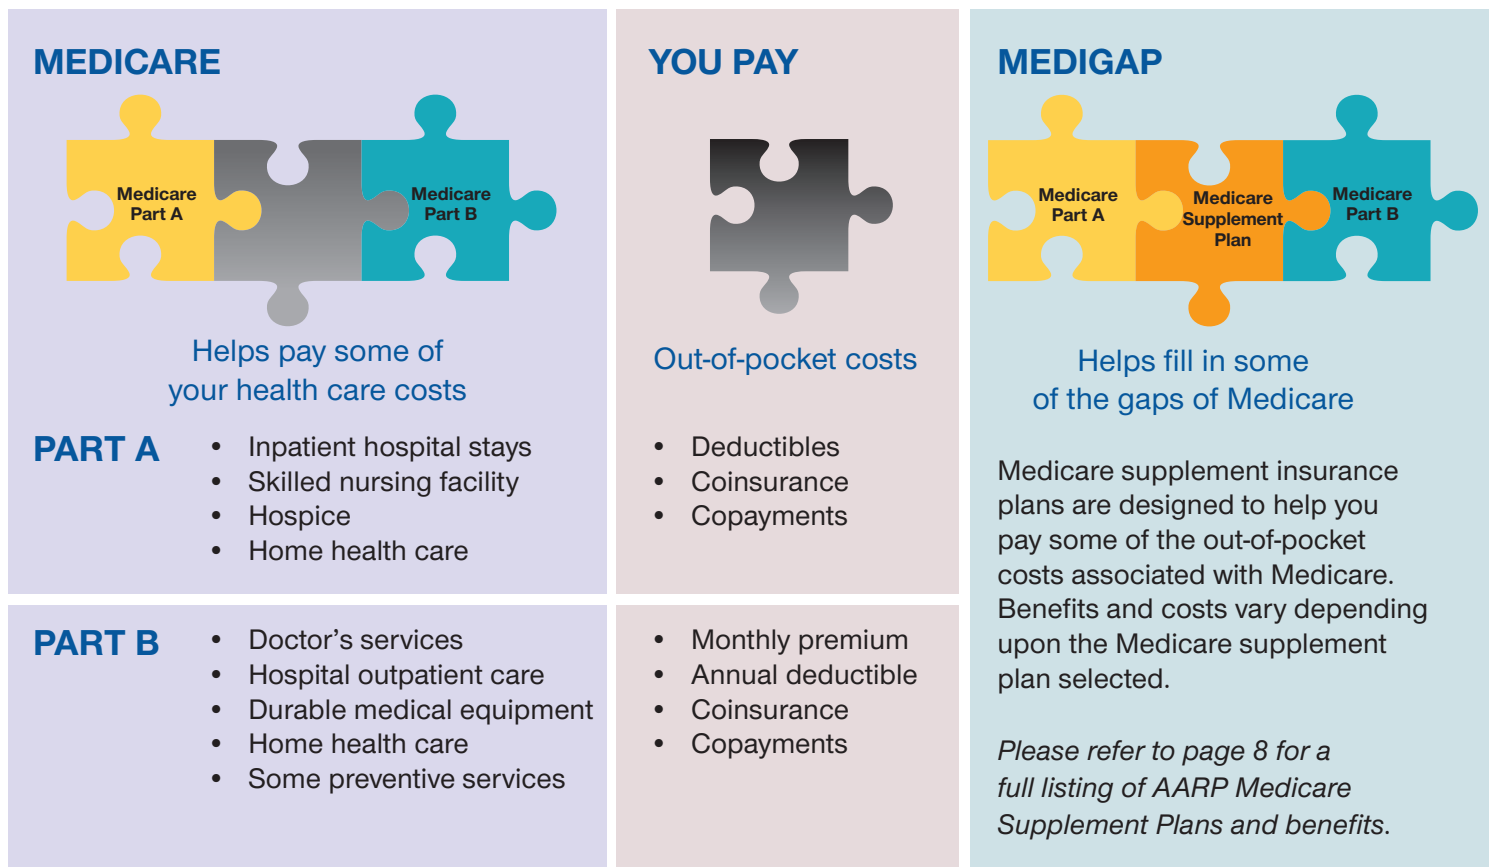 MEDICARE
Medicare
Part A
Medicare
Part B
Helps pay some of
your health care costs
PART A
• Inpatient hospital stays
• Skilled nursing facility
• Hospice
• Home health care
PART B
• Doctor’s services
• Hospital outpatient care
• Durable medical equipment
• Home health care
• Some preventive services
YOU PAY
Out-of-pocket costs
• Deductibles
• Coinsurance
• Copayments
• Monthly premium
• Annual deductible
• Coinsurance
• Copayments
MEDIGAP
Medicare
Part A
Medicare
Supplement
Plan
Medicare
Part B
Helps fill in some
of the gaps of Medicare
Medicare supplement insurance
plans are designed to help you
pay some of the out-of-pocket
costs associated with Medicare.
Benefits and costs vary depending
upon the Medicare supplement
plan selected.
Please refer to page 8 for a
full listing of AARP Medicare
Supplement Plans and benefits.